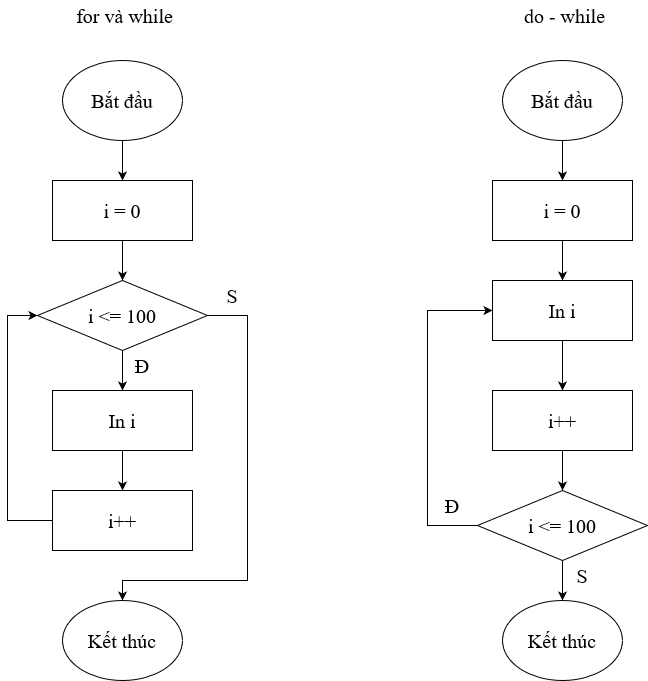 for và while
Bắt đầu
i = 0
i <= 100
S
Đ
In i
i++
Kết thúc
do - while
Bắt đầu
i = 0
In i
i++
Đ
i <= 100
S
Kết thúc